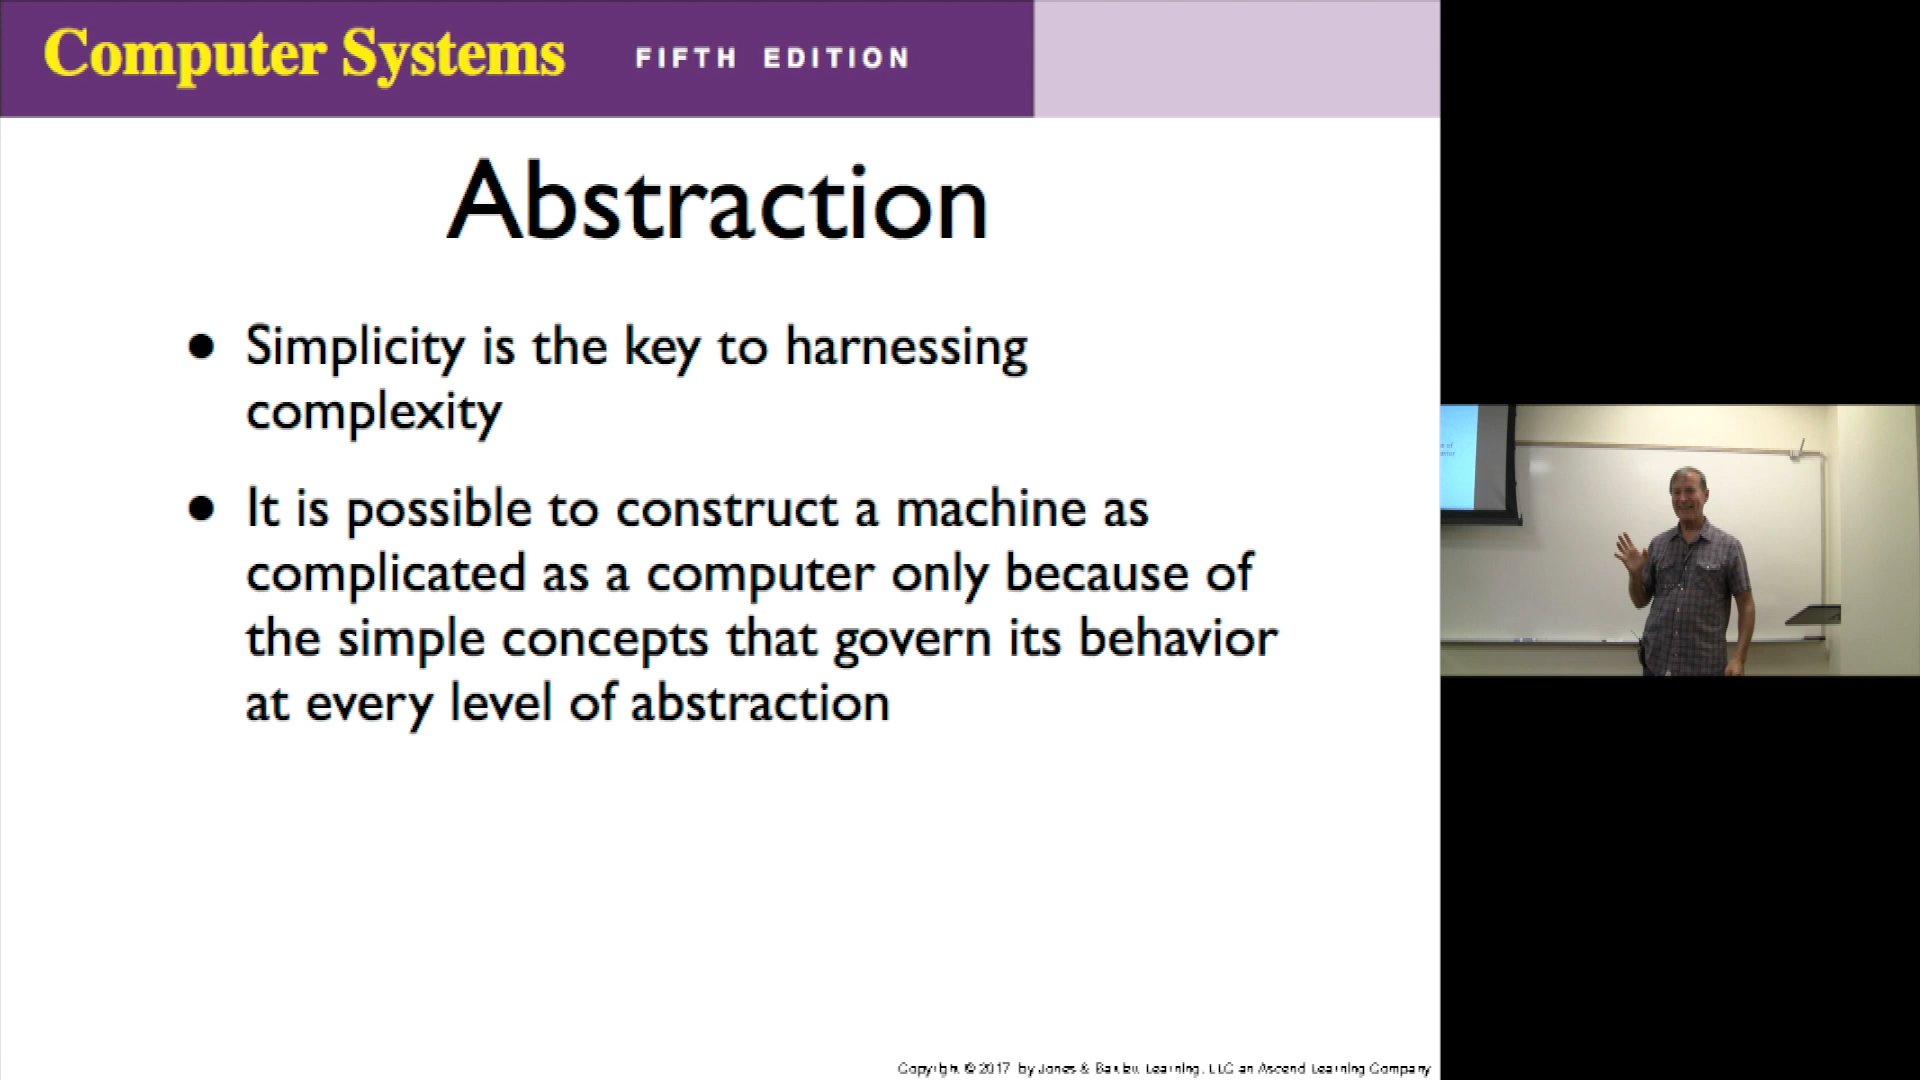 Computer Systems FIFTH EDITION
Abstraction
• Simplicity is the key to harnessing
complexity
• It is possible to construct a machine as
complicated as a computer only because of
the simple concepts that govern its behavior
at every level of abstraction
Copyright © 2017 by Jones & Bartlett Learning, LLC an Ascend Learning Company